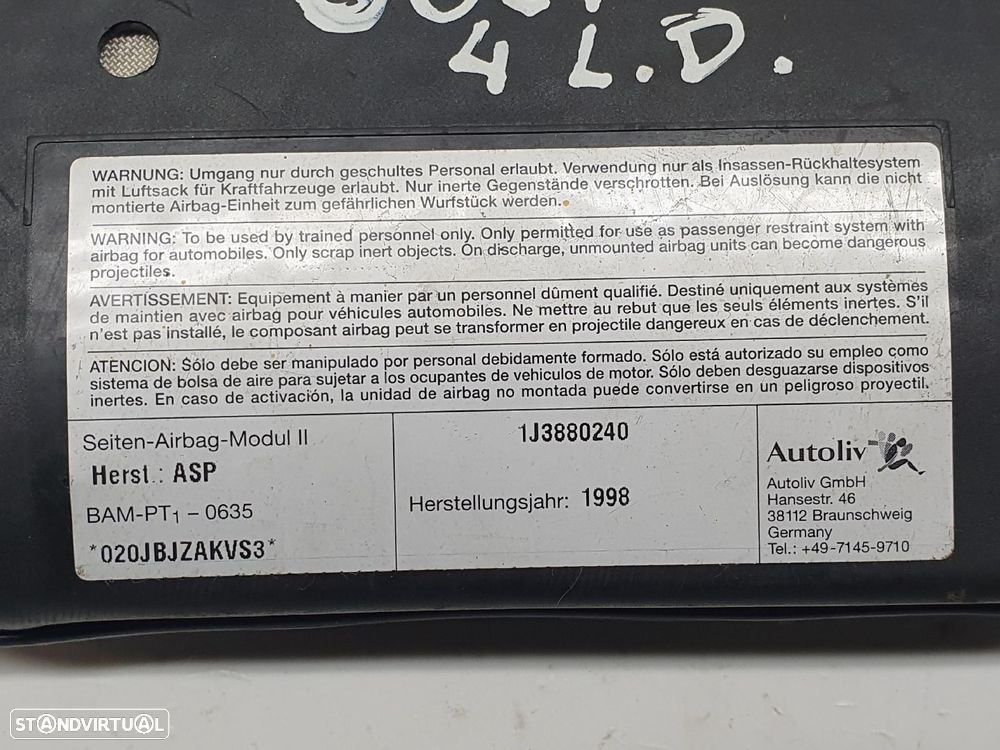 4 L.D.
WARNUNG: Umgang nur durch geschultes Personal erlaubt. Verwendung nur als Insassen-Rückhaltesystem
mit Luftsack für Kraftfahrzeuge erlaubt. Nur inerte Gegenstände verschrotten. Bei Auslösung kann die nicht
montierte Airbag-Einheit zum gefährlichen Wurfstück werden.
WARNING: To be used by trained personnel only. Only permitted for use as passenger restraint system with
airbag for automobiles. Only scrap inert objects. On discharge, unmounted airbag units can become dangerous
projectiles.
AVERTISSEMENT: Equipement à manier par un personnel dûment qualifié. Destiné uniquement aux systèmes
de maintien avec airbag pour véhicules automobiles. Ne mettre au rebut que les seuls éléments inertes. S'il
n'est pas installé, le composant airbag peut se transformer en projectile dangereux en cas de déclenchement.
ATENCION: Sólo debe ser manipulado por personal debidamente formado. Sólo está autorizado su empleo como
sistema de bolsa de aire para sujetar a los ocupantes de vehiculos de motor. Sólo deben desguazarse dispositivos
inertes. En caso de activación, la unidad de airbag no montada puede convertirse en un peligroso proyectil.
Seiten-Airbag-Modul II
Herst.: ASP
BAM-PT1 – 0635
*020JBJZAKVS3*
1J3880240
Herstellungsjahr: 1998
Autoliv
Autoliv GmbH
Hansestr. 46
38112 Braunschweig
Germany
Tel.: +49-7145-9710
STANDVIRTUAL